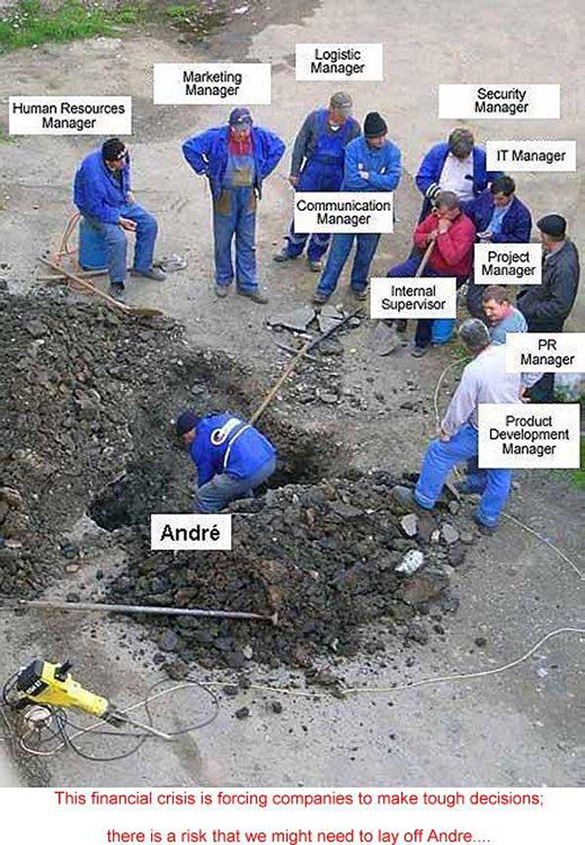 Logistic
Manager
Marketing
Manager
Security
Manager
Human Resources
Manager
IT Manager
Communication
Manager
Project
Manager
Internal
Supervisor
PR
Manager
Product
Development
Manager
André
This financial crisis is forcing companies to make tough decisions;
there is a risk that we might need to lay off Andre....